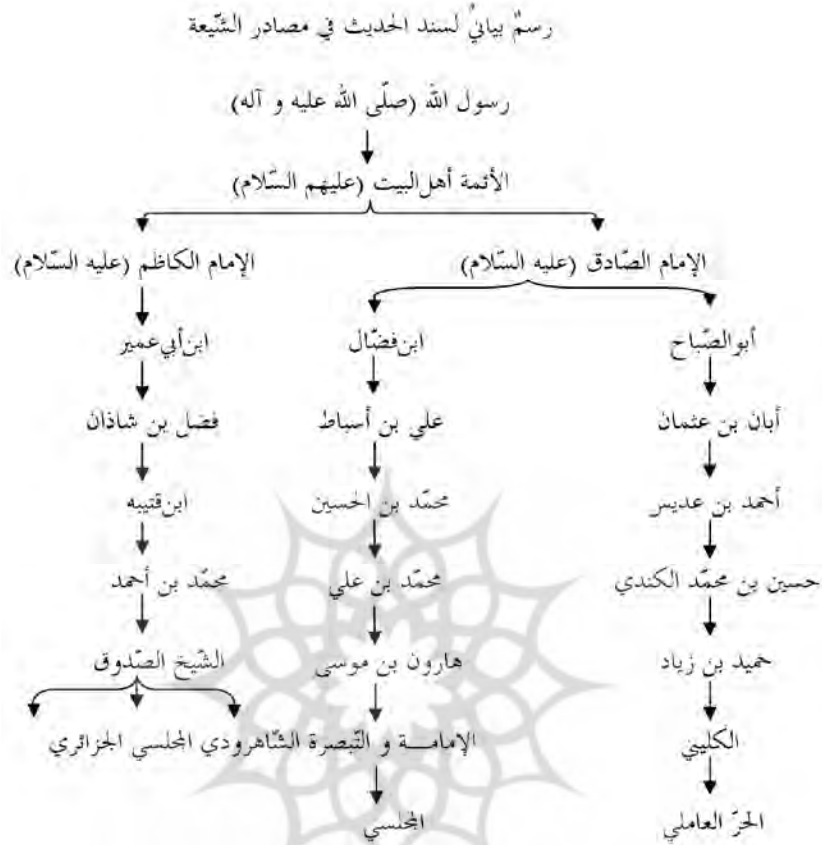 رسمٌ بيانيٌ لسند الحديث في مصادر الشّيعة
رسول الله (صلّى الله عليه و آله)
الأئمة أهل‌البيت (عليهم السّلام)
الإمام الصّادق (عليه السّلام) الإمام الكاظم (عليه السّلام)
أبوالصّباح ابن‌فضّال ابن‌أبي‌عمير
أبان بن عثمان علي بن أسباط فضل بن شاذان
أحمد بن عديس محمّد بن الحسين ابن‌قتيبه
حسين بن محمّد الكندي محمّد بن علي محمّد بن أحمد
حميد بن زياد هارون بن موسى الشّيخ الصّدوق
الكليني الإمامــة و التّبصرة الشّاهرودي المجلسي الجزائري
الحرّ العاملي المجلسي